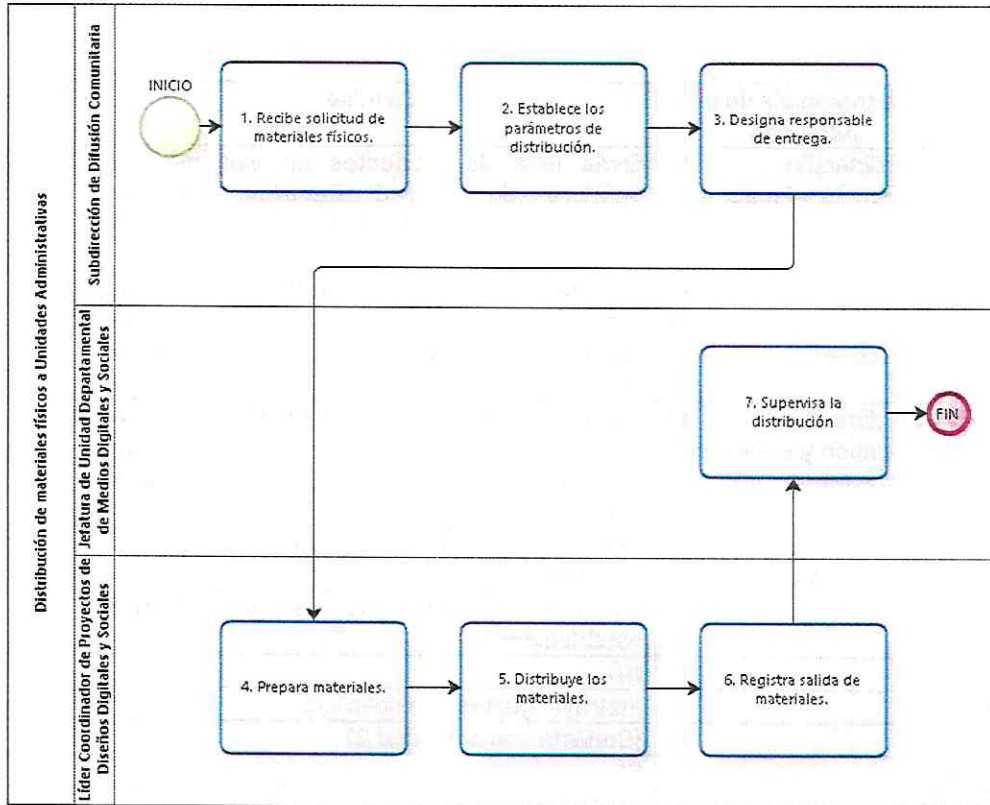 Distribución de materiales físicos a Unidades Administrativas
Subdirección de Difusión Comunitaria
INICIO
1. Recibe solicitud de
materiales físicos.
2. Establece los
parámetros de
distribución.
3. Designa responsable
de entrega.
Jefatura de Unidad Departamental
de Medios Digitales y Sociales
7. Supervisa la
distribución
FIN
Líder Coordinador de Proyectos de
Diseños Digitales y Sociales
4. Prepara materiales.
5. Distribuye los
materiales.
6. Registra salida de
materiales.